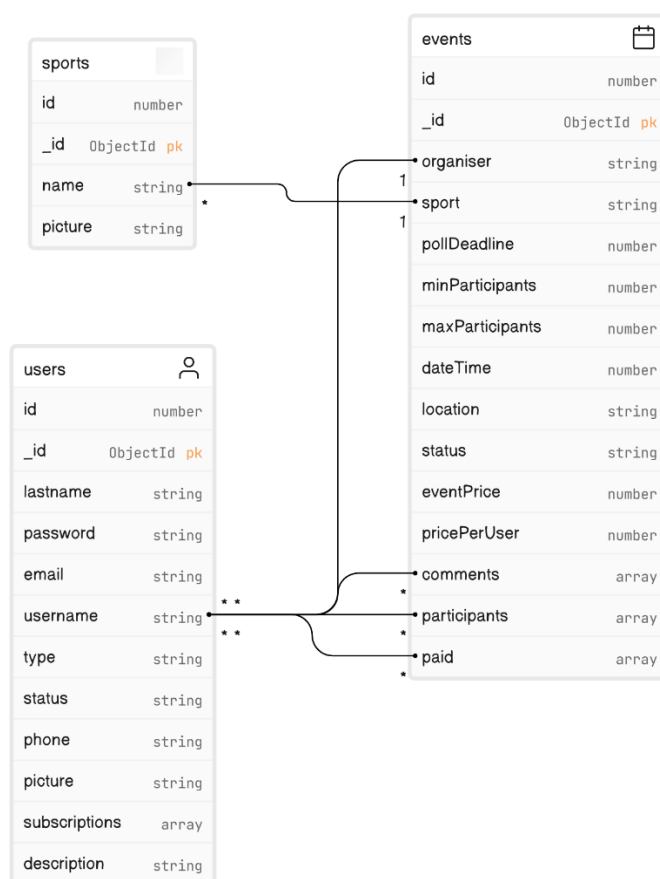 sports
id number
_id ObjectId pk
name string
*
picture string
events
id number
_id ObjectId pk
organiser string
1
sport string
1
pollDeadline number
minParticipants number
maxParticipants number
dateTime number
location string
status string
eventPrice number
pricePerUser number
comments array
*
participants array
*
paid array
*
users
id number
_id ObjectId pk
lastname string
password string
email string
* *
username string
* *
type string
status string
phone string
picture string
subscriptions array
description string